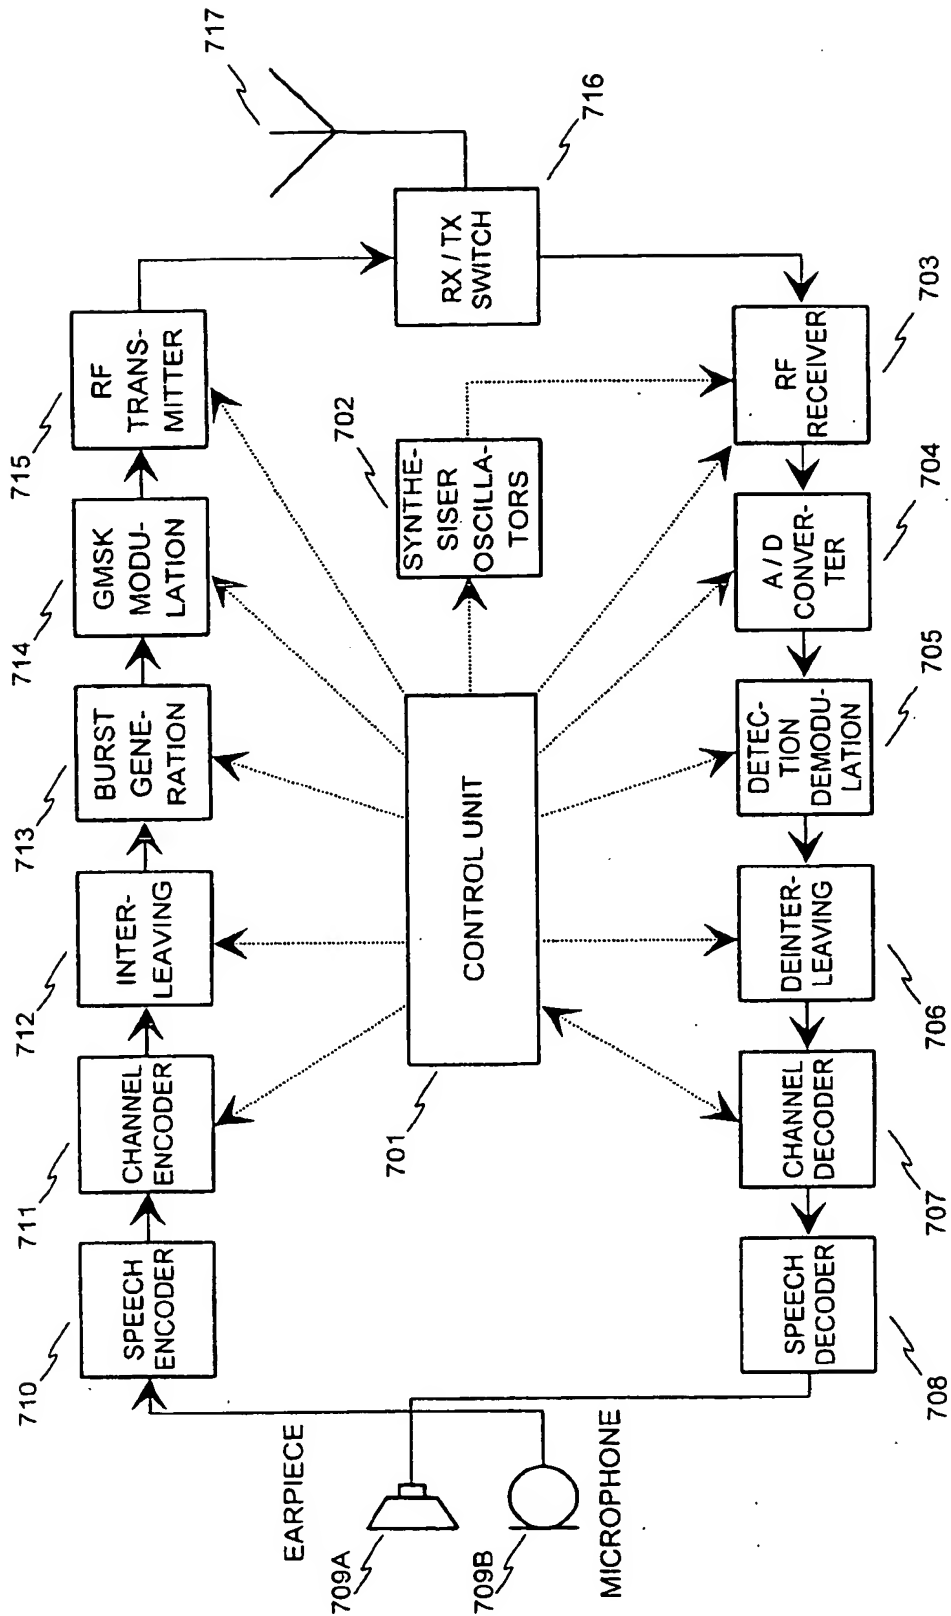 EARPIECE
709A
709B
MICROPHONE
710
SPEECH
ENCODER
711
CHANNEL
ENCODER
712
INTER-
LEAVING
713
BURST
GENE-
RATION
714
GMSK
MODU-
LATION
715
RF
TRANS-
MITTER
717
RX / TX
SWITCH
716
701
CONTROL UNIT
702
SYNTHE-
SISER
OSCILLA-
TORS
SPEECH
DECODER
708
CHANNEL
DECODER
707
DEINTER-
LEAVING
706
DETEC-
TION
DEMODU-
LATION
705
A / D
CONVER-
TER
704
RF
RECEIVER
703